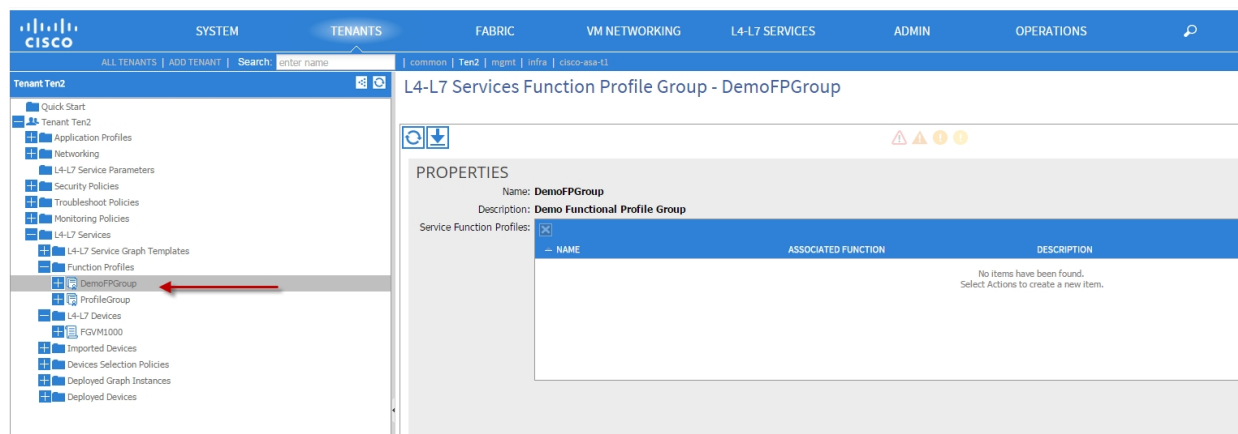 CISCO
SYSTEM TENANTS FABRIC VM NETWORKING L4-L7 SERVICES ADMIN OPERATIONS
ALL TENANTS | ADD TENANT | Search: enter name | common | Ten2 | mgmt | infra | cisco-asa-t1
Tenant Ten2
Quick Start
Tenant Ten2
Application Profiles
Networking
L4-L7 Service Parameters
Security Policies
Troubleshoot Policies
Monitoring Policies
L4-L7 Services
L4-L7 Service Graph Templates
Function Profiles
DemoFPGroup
ProfileGroup
L4-L7 Devices
FGVM1000
Imported Devices
Devices Selection Policies
Deployed Graph Instances
Deployed Devices
L4-L7 Services Function Profile Group - DemoFPGroup
PROPERTIES
Name: DemoFPGroup
Description: Demo Functional Profile Group
Service Function Profiles:
NAME ASSOCIATED FUNCTION DESCRIPTION
No items have been found.
Select Actions to create a new item.